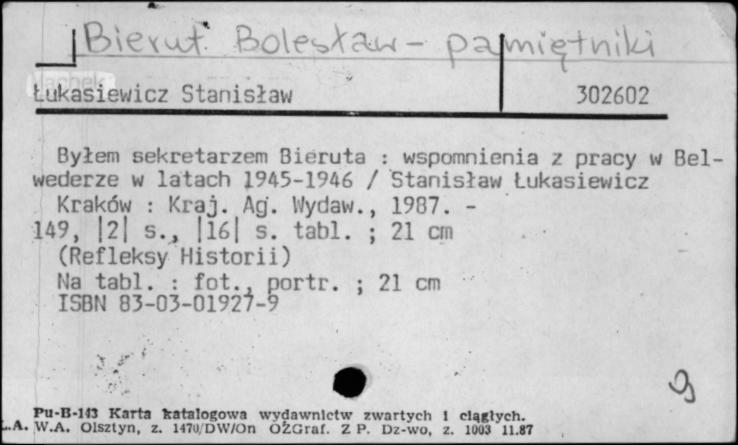 Bierut Bolesław - pamiętniki
Machek
Łukasiewicz Stanisław 302602
Byłem sekretarzem Bieruta : wspomnienia z pracy w Bel-
wederze w latach 1945-1946 / Stanisław Łukasiewicz
Kraków : Kraj. Ag. Wydaw., 1987. -
149, |2| s., |16| s. tabl. ; 21 cm
(Refleksy Historii)
Na tabl. : fot., portr. ; 21 cm
ISBN 83-03-01927-9
Pu-B-143 Karta katalogowa wydawnictw zwartych i ciągłych.
Ł.A. W.A. Olsztyn, z. 1470/DW/On OZGraf. Z P. Dz-wo, z. 1003 11.87